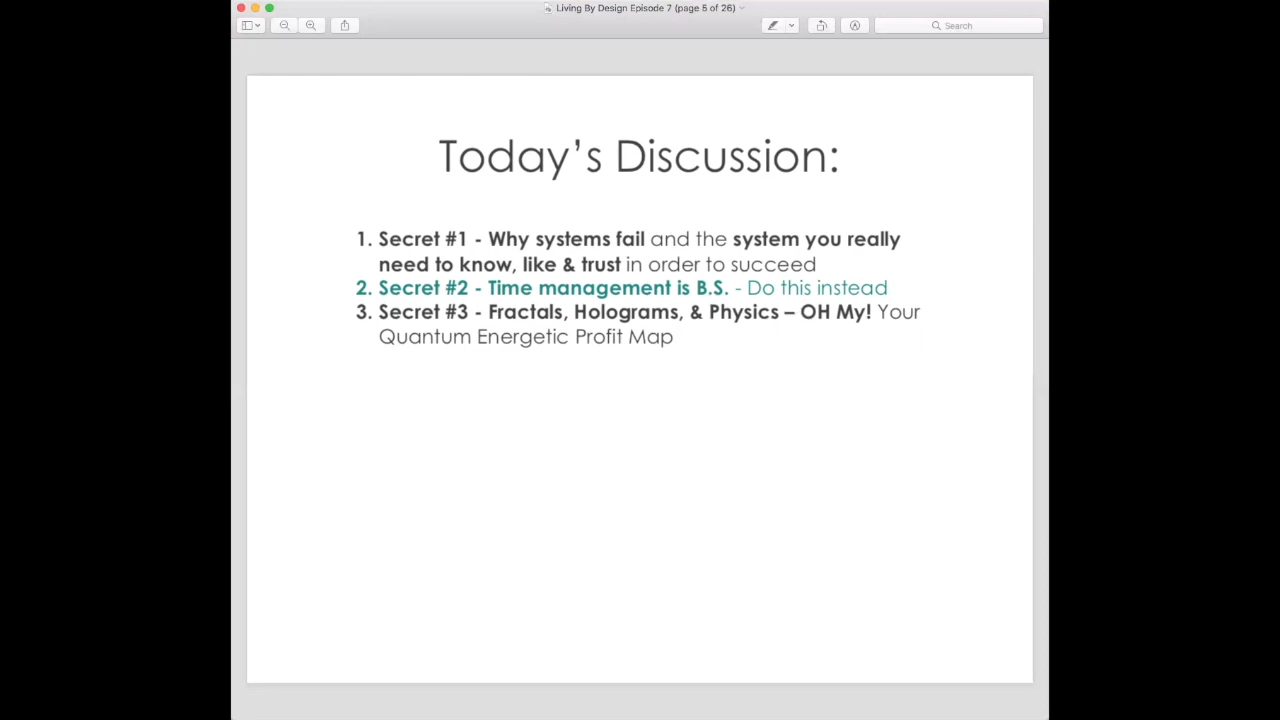 Living By Design Episode 7 (page 5 of 26)
Search
Today’s Discussion:
1. Secret #1 - Why systems fail and the system you really
need to know, like & trust in order to succeed
2. Secret #2 - Time management is B.S. - Do this instead
3. Secret #3 - Fractals, Holograms, & Physics – OH My! Your
Quantum Energetic Profit Map